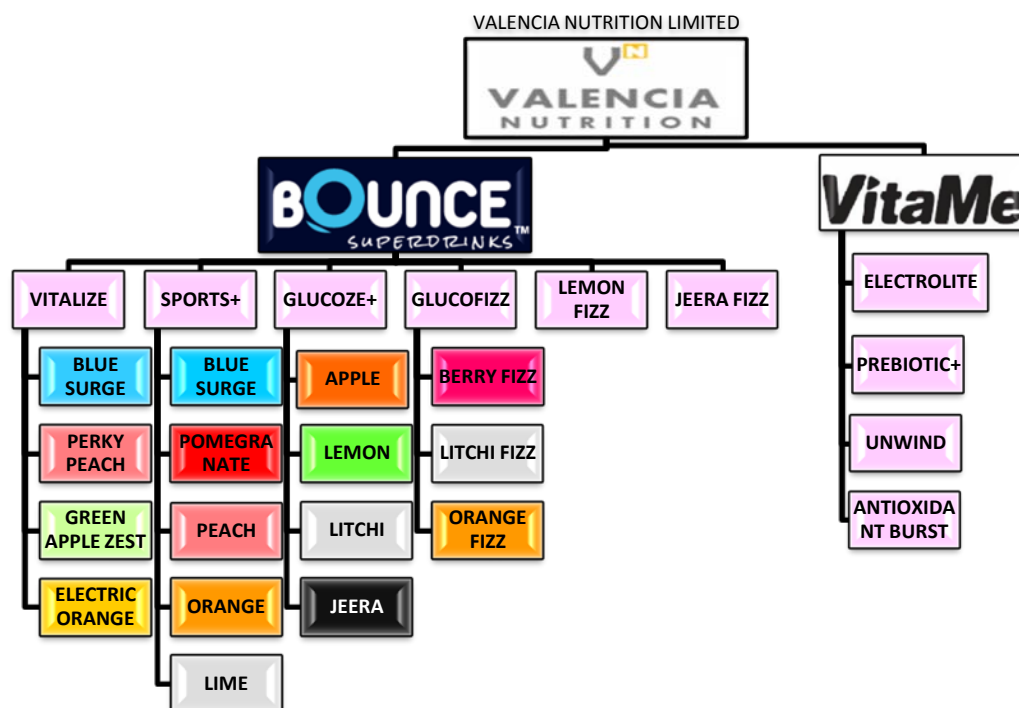 VALENCIA NUTRITION LIMITED
VN
VALENCIA
NUTRITION
BOUNCE™
SUPERDRINKS
VitaMe
VITALIZE
SPORTS+
GLUCOZE+
GLUCOFIZZ
LEMON
FIZZ
JEERA FIZZ
BLUE
SURGE
PERKY
PEACH
GREEN
APPLE ZEST
ELECTRIC
ORANGE
BLUE
SURGE
POMEGRA
NATE
PEACH
ORANGE
LIME
APPLE
LEMON
LITCHI
JEERA
BERRY FIZZ
LITCHI FIZZ
ORANGE
FIZZ
ELECTROLITE
PREBIOTIC+
UNWIND
ANTIOXIDA
NT BURST